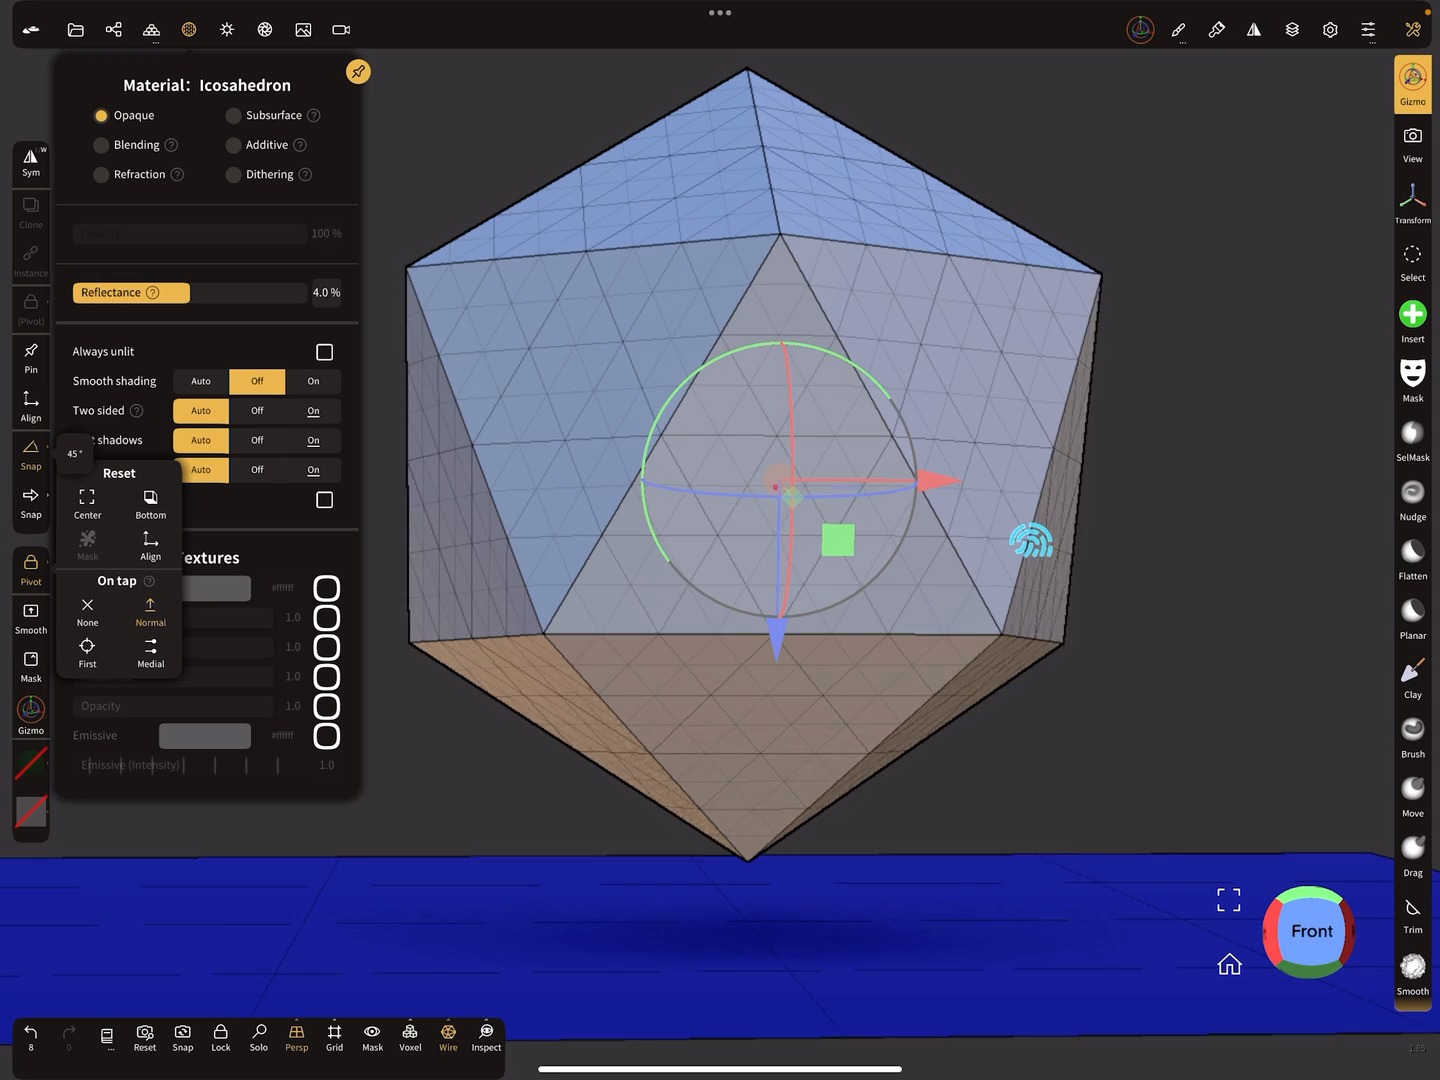 Material: Icosahedron
Opaque
Subsurface ?
Blending ?
Additive ?
Refraction ?
Dithering ?
Opacity
100 %
Reflectance ?
4.0 %
Always unlit
Smooth shading
Auto
Off
On
Two sided ?
Auto
Off
On
shadows
Auto
Off
On
Auto
Off
On
Textures
#ffffff
1.0
1.0
1.0
Opacity
1.0
Emissive
#ffffff
Emissive (Intensity)
1.0
W
Sym
Clone
Instance
(Pivot)
Pin
Align
Snap
Snap
Pivot
Smooth
Mask
Gizmo
45 °
Reset
Center
Bottom
Mask
Align
On tap ?
None
Normal
First
Medial
Gizmo
View
Transform
Select
Insert
Mask
SelMask
Nudge
Flatten
Planar
Clay
Brush
Move
Drag
Trim
Smooth
Front
8
0
...
Reset
Snap
Lock
Solo
Persp
Grid
Mask
Voxel
Wire
Inspect
1.85